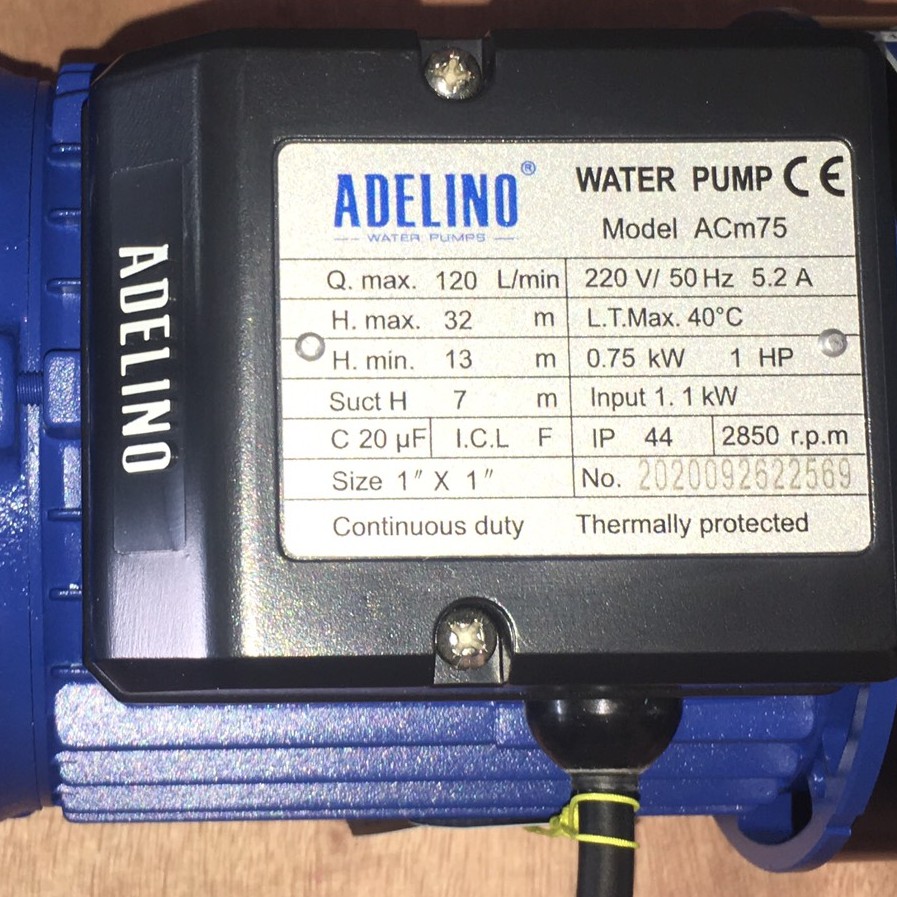 ADELINO
ADELINO®
WATER PUMPS
WATER PUMP CE
Model ACm75
Q. max. 120 L/min 220 V/ 50 Hz 5.2 A
H. max. 32 m L.T.Max. 40°C
H. min. 13 m 0.75 kW 1 HP
Suct H 7 m Input 1. 1 kW
C 20 µF I.C.L F IP 44 2850 r.p.m
Size 1" X 1" No. 2020092622569
Continuous duty Thermally protected